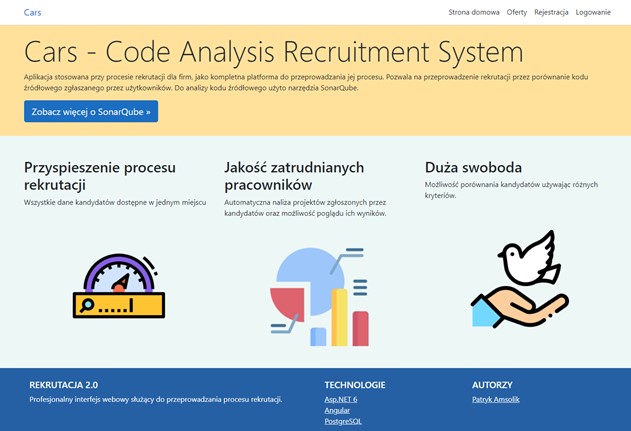 Cars
Strona domowa Oferty Rejestracja Logowanie
Cars - Code Analysis Recruitment System
Aplikacja stosowana przy procesie rekrutacji dla firm, jako kompletna platforma do przeprowadzania jej procesu. Pozwala na przeprowadzenie rekrutacji przez porównanie kodu
źródłowego zgłaszanego przez użytkowników. Do analizy kodu źródłowego użyto narzędzia SonarQube.
Zobacz więcej o SonarQube
Przyspieszenie procesu
rekrutacji
Wszystkie dane kandydatów dostępne w jednym miejscu
Jakość zatrudnianych
pracowników
Automatyczna naliza projektów zgłosznych przez
kandydatów oraz możliwość poglądu ich wyników.
Duża swoboda
Możliwość porównania kandydatów używając różnych
kryteriów.
REKRUTACJA 2.0
Profesjonalny interfejs webowy służący do przeprowadzania procesu rekrutacji.
TECHNOLOGIE
Asp.NET 6
Angular
PostgreSQL
AUTORZY
Patryk Amsolik